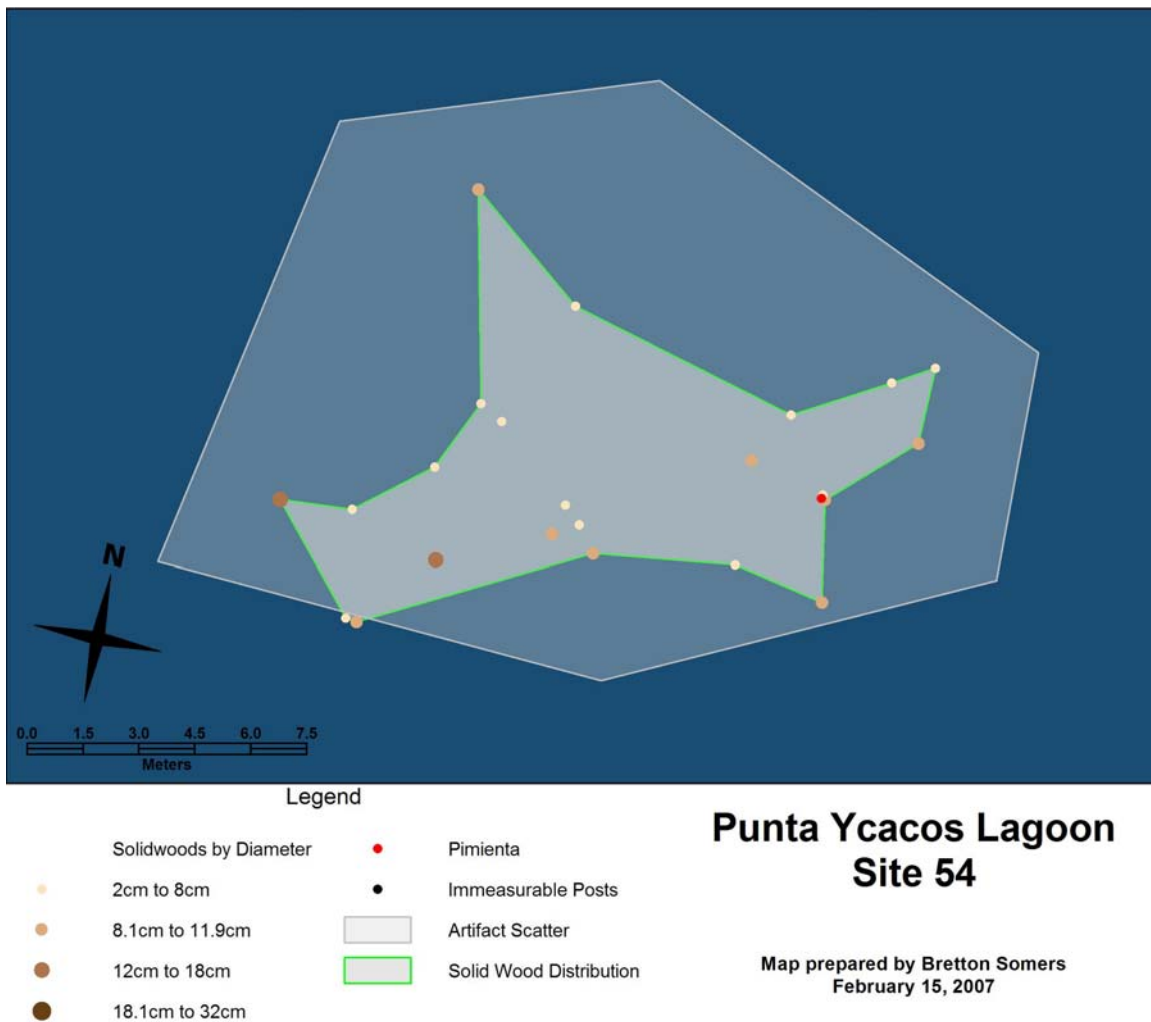 N
0.0 1.5 3.0 4.5 6.0 7.5
Meters
Legend
Solidwoods by Diameter
2cm to 8cm
8.1cm to 11.9cm
12cm to 18cm
18.1cm to 32cm
Pimienta
Immeasurable Posts
Artifact Scatter
Solid Wood Distribution
Punta Ycacos Lagoon
Site 54
Map prepared by Bretton Somers
February 15, 2007